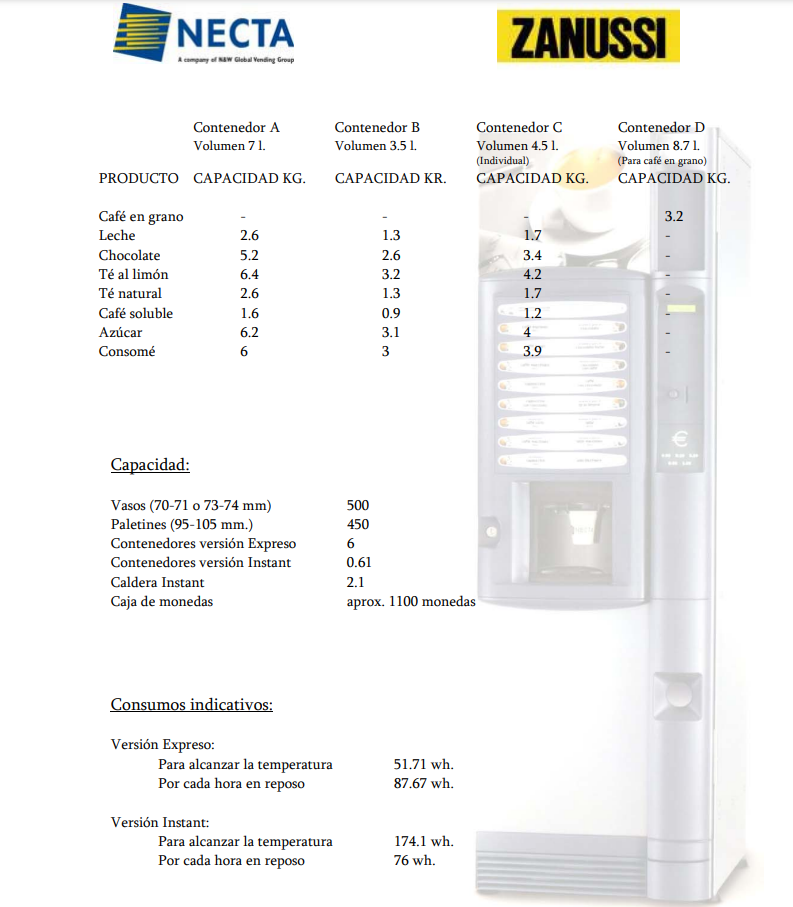 NECTA
A company of N&W Global Vending Group
ZANUSSI
Contenedor A Contenedor B Contenedor C Contenedor D
Volumen 7 l. Volumen 3.5 l. Volumen 4.5 l. Volumen 8.7 l.
(Individual) (Para café en grano)
PRODUCTO CAPACIDAD KG. CAPACIDAD KR. CAPACIDAD KG. CAPACIDAD KG.
Café en grano - - - 3.2
Leche 2.6 1.3 1.7 -
Chocolate 5.2 2.6 3.4 -
Té al limón 6.4 3.2 4.2 -
Té natural 2.6 1.3 1.7 -
Café soluble 1.6 0.9 1.2 -
Azúcar 6.2 3.1 4 -
Consomé 6 3 3.9 -
Capacidad:
Vasos (70-71 o 73-74 mm) 500
Paletines (95-105 mm.) 450
Contenedores versión Expreso 6
Contenedores versión Instant 0.61
Caldera Instant 2.1
Caja de monedas aprox. 1100 monedas
Consumos indicativos:
Versión Expreso:
Para alcanzar la temperatura 51.71 wh.
Por cada hora en reposo 87.67 wh.
Versión Instant:
Para alcanzar la temperatura 174.1 wh.
Por cada hora en reposo 76 wh.